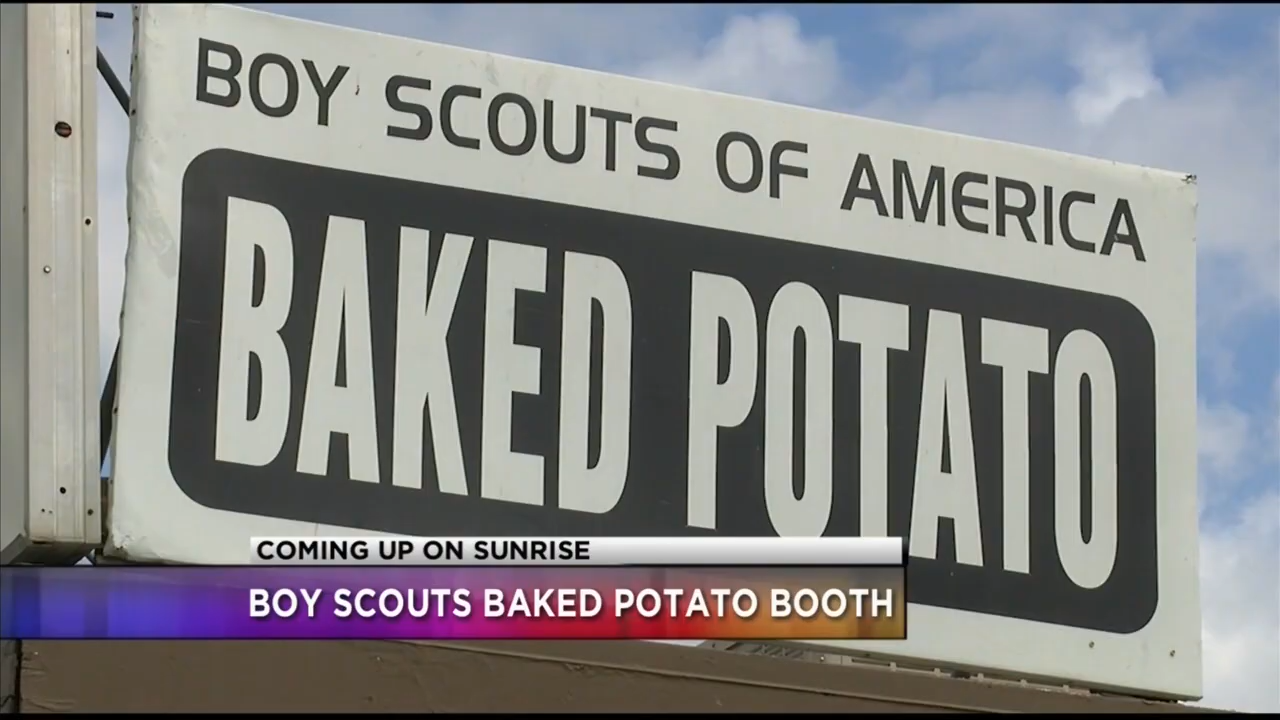 BOY SCOUTS OF AMERICA
BAKED POTATO
COMING UP ON SUNRISE
BOY SCOUTS BAKED POTATO BOOTH